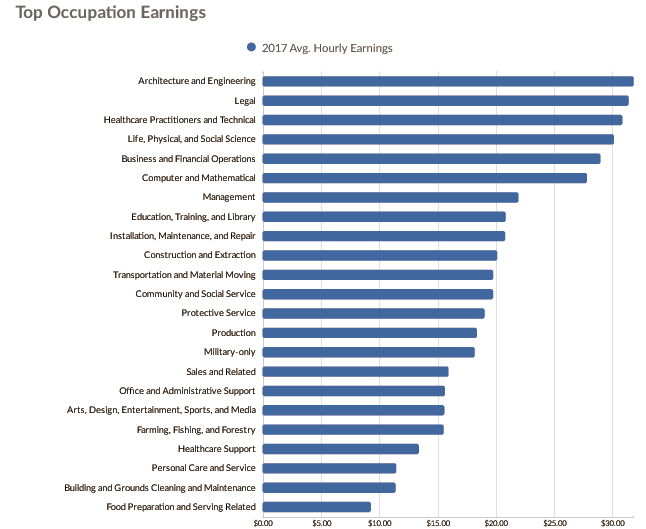 Top Occupation Earnings
2017 Avg. Hourly Earnings
Architecture and Engineering
Legal
Healthcare Practitioners and Technical
Life, Physical, and Social Science
Business and Financial Operations
Computer and Mathematical
Management
Education, Training, and Library
Installation, Maintenance, and Repair
Construction and Extraction
Transportation and Material Moving
Community and Social Service
Protective Service
Production
Military-only
Sales and Related
Office and Administrative Support
Arts, Design, Entertainment, Sports, and Media
Farming, Fishing, and Forestry
Healthcare Support
Personal Care and Service
Building and Grounds Cleaning and Maintenance
Food Preparation and Serving Related
$0.00 $5.00 $10.00 $15.00 $20.00 $25.00 $30.00